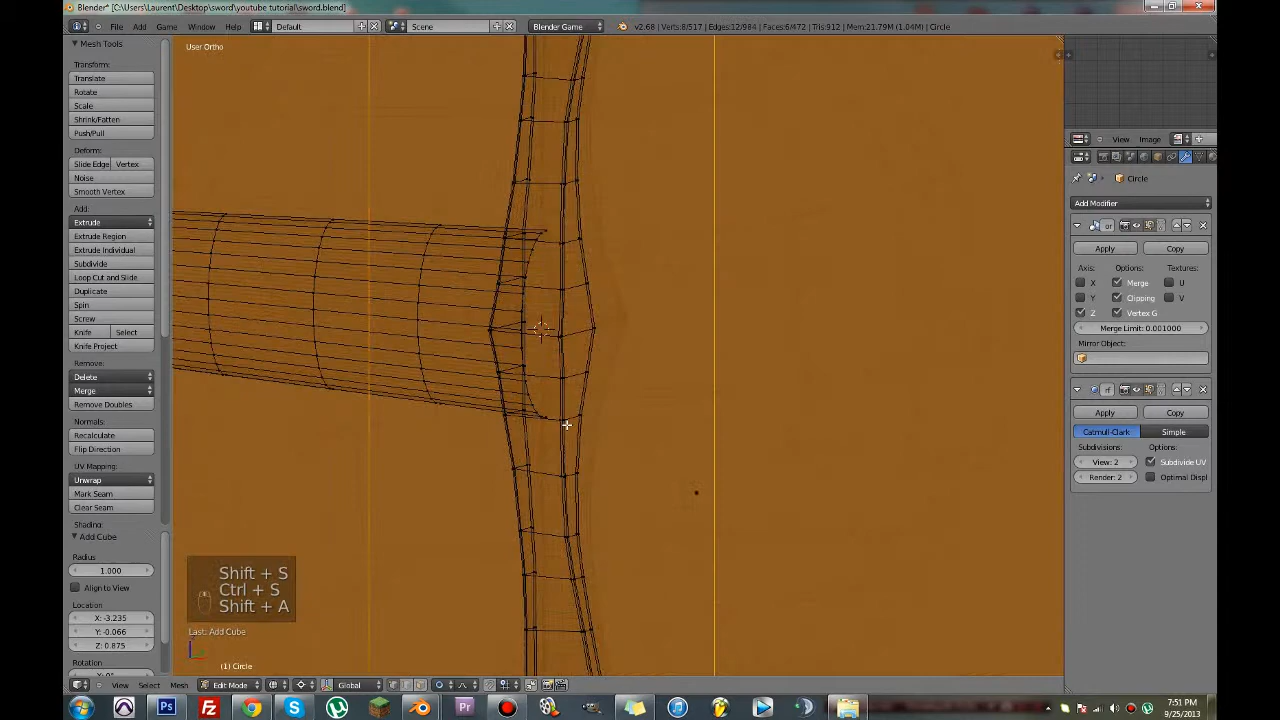 Blender* [C:\Users\Laurent\Desktop\sword\youtube tutorial\sword.blend]
File Add Game Window Help Default Scene Blender Game v2.68 | Verts:8/517 | Edges:12/984 | Faces:6/472 | Tris:912 | Mem:21.79M (1.04M) | Circle
Mesh Tools
User Ortho
Transform:
Translate
Rotate
Scale
Shrink/Fatten
Push/Pull
Deform:
Slide Edge Vertex
Noise
Smooth Vertex
Add:
Extrude
Extrude Region
Extrude Individual
Subdivide
Loop Cut and Slide
Duplicate
Spin
Screw
Knife Select
Knife Project
Remove:
Delete
Merge
Remove Doubles
Normals:
Recalculate
Flip Direction
UV Mapping:
Unwrap
Mark Seam
Clear Seam
Shading:
Add Cube
Radius
1.000
Align to View
Location
X: -3.235
Y: -0.066
Z: 0.875
Rotation
Shift + S
Ctrl + S
Shift + A
Last: Add Cube
(1) Circle
View Select Mesh Edit Mode Global
View Image
Circle
Add Modifier
or
Apply Copy
Axis: Options: Textures:
X Merge U
Y Clipping V
Z Vertex G
Merge Limit: 0.001000
Mirror Object:
rf
Apply Copy
Catmull-Clark Simple
Subdivisions: Options:
View: 2 Subdivide UV
Render: 2 Optimal Displ
7:51 PM
9/25/2013